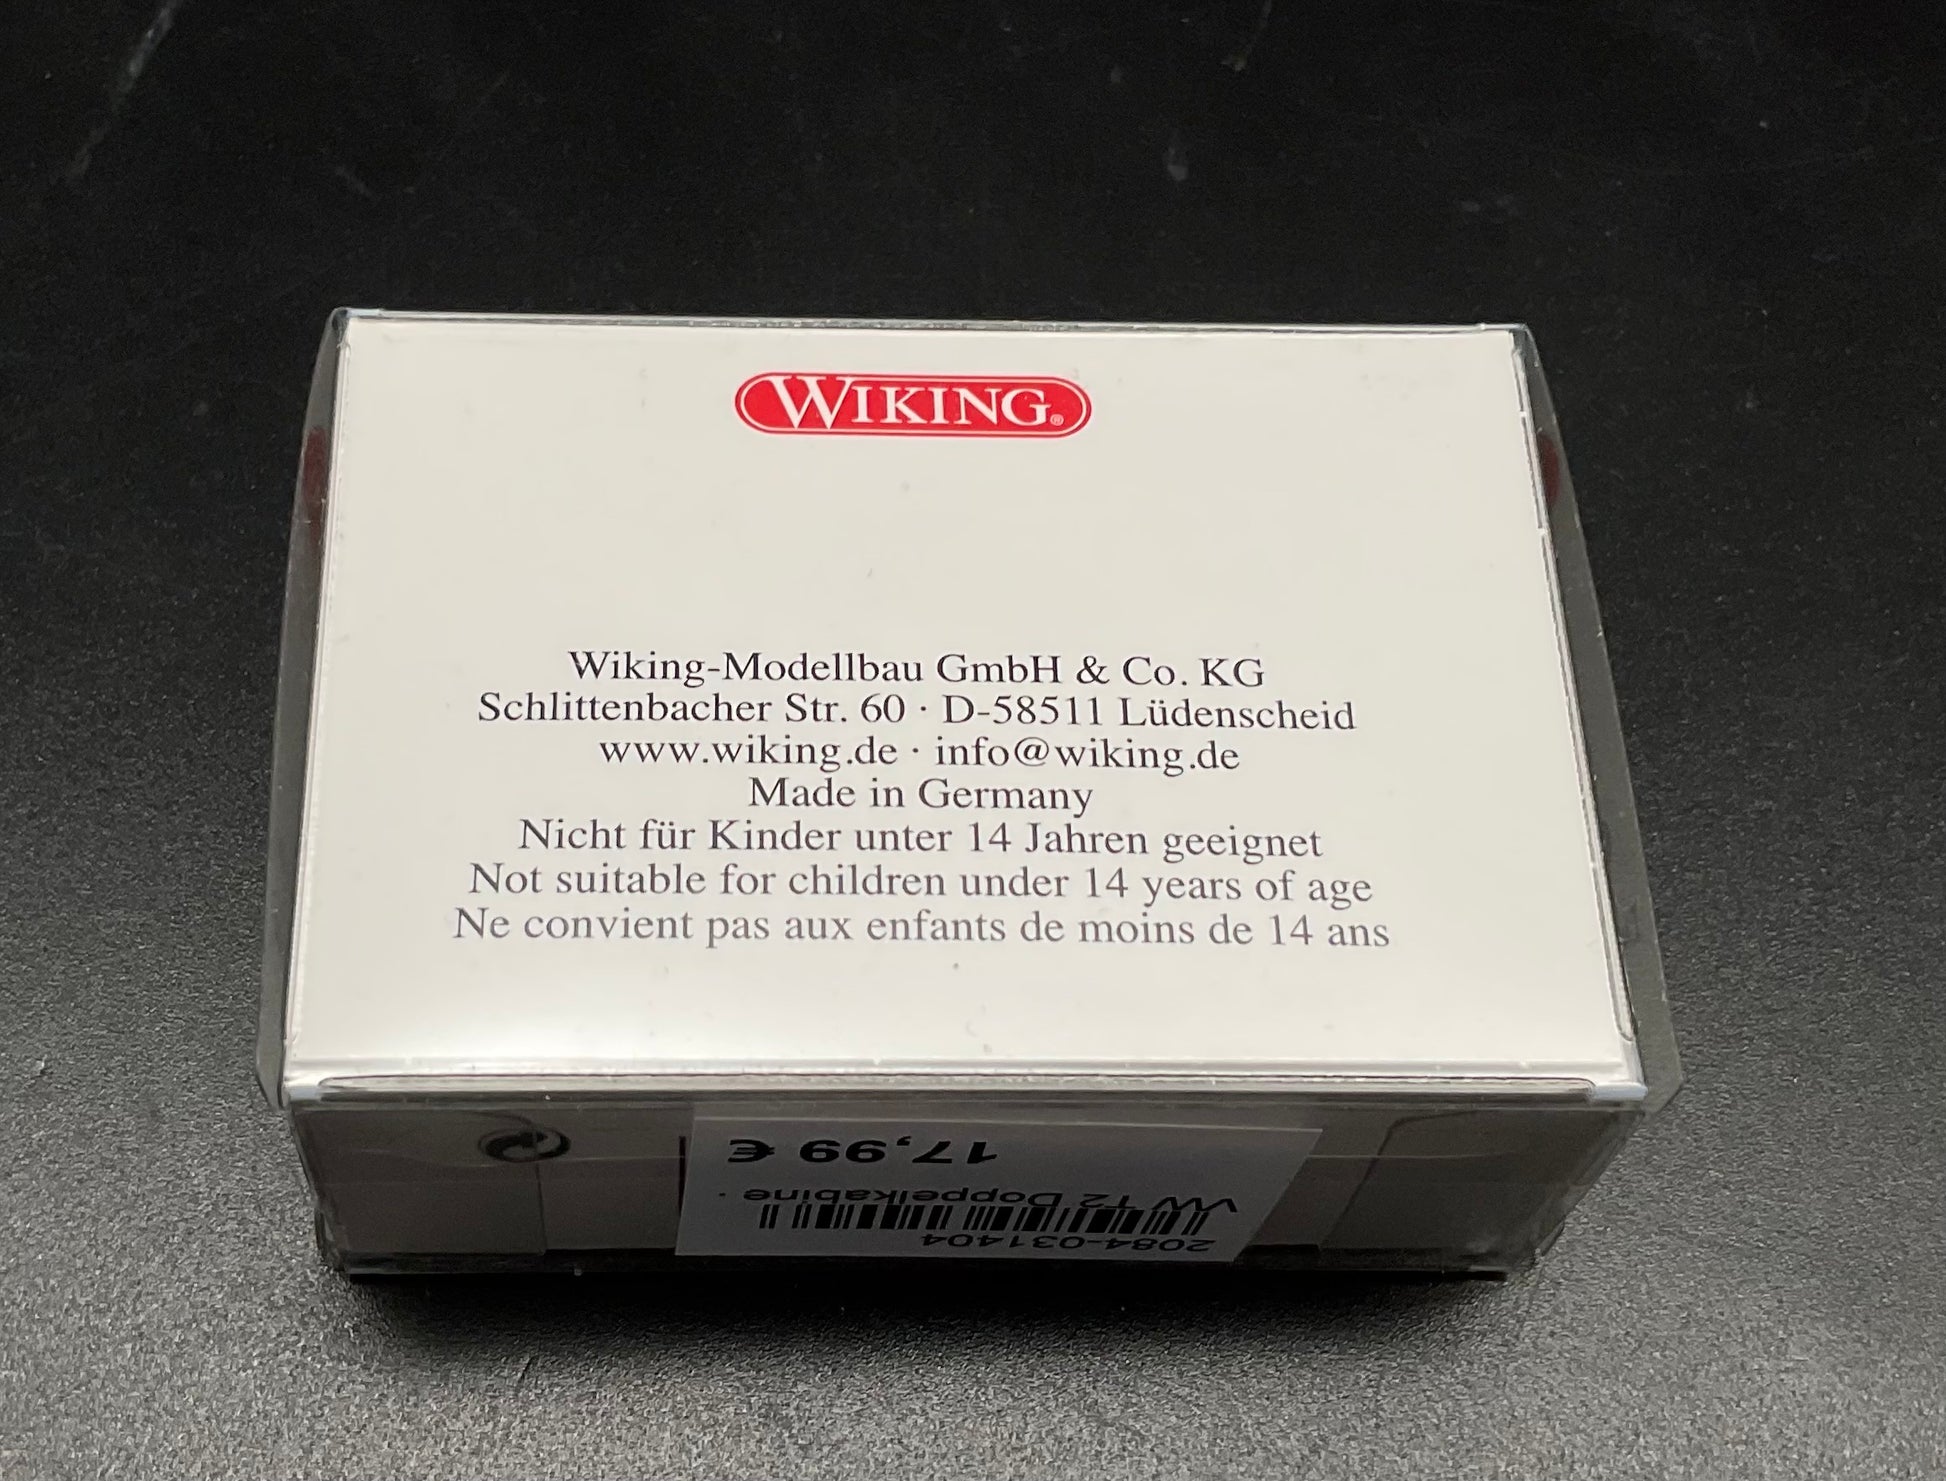 WIKING®
Wiking-Modellbau GmbH & Co. KG
Schlittenbacher Str. 60 · D-58511 Lüdenscheid
www.wiking.de · info@wiking.de
Made in Germany
Nicht für Kinder unter 14 Jahren geeignet
Not suitable for children under 14 years of age
Ne convient pas aux enfants de moins de 14 ans
2084-031404
VW T2 Doppelkabine ·
17,99 €